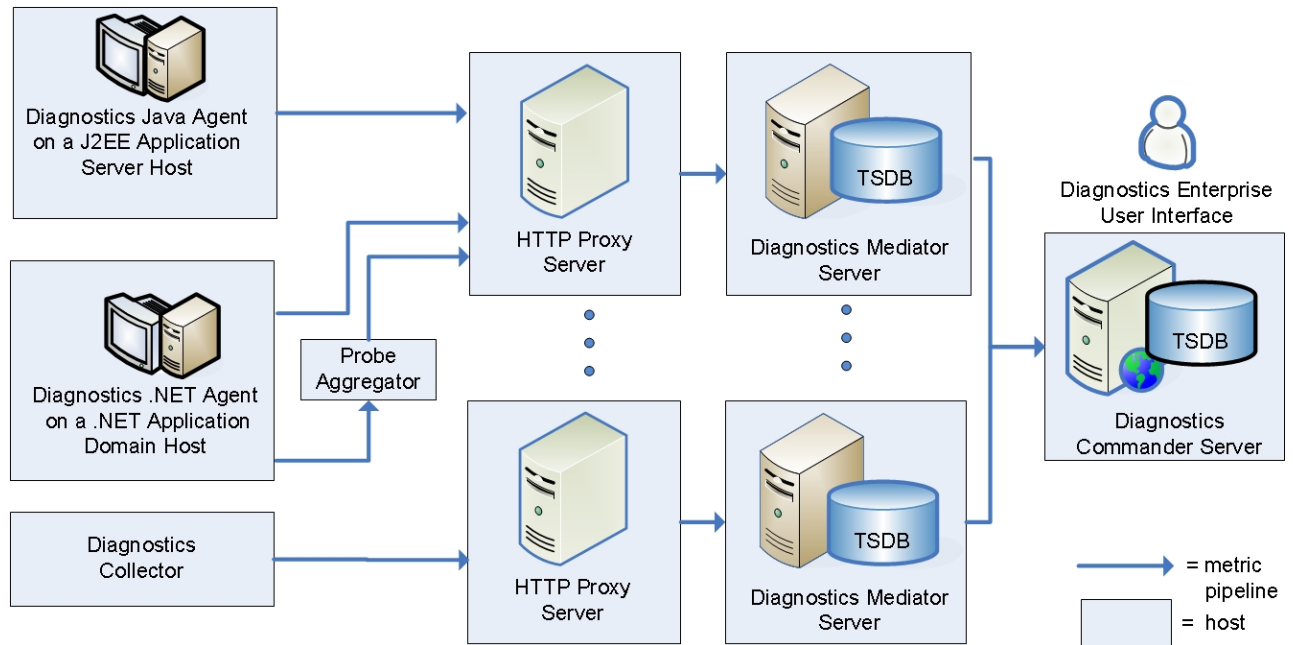 Diagnostics Java Agent
on a J2EE Application
Server Host
Diagnostics .NET Agent
on a .NET Application
Domain Host
Probe
Aggregator
Diagnostics
Collector
HTTP Proxy
Server
HTTP Proxy
Server
TSDB
Diagnostics Mediator
Server
TSDB
Diagnostics Mediator
Server
Diagnostics Enterprise
User Interface
TSDB
Diagnostics
Commander Server
= metric
pipeline
= host